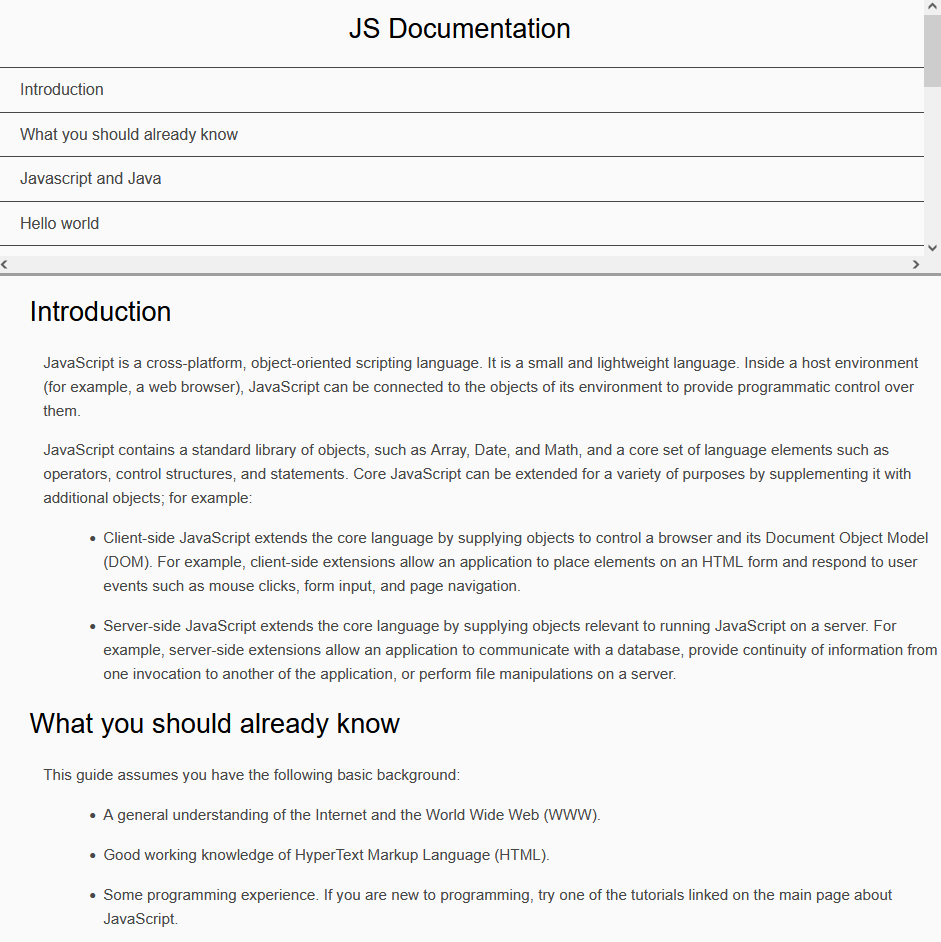 JS Documentation
Introduction
What you should already know
Javascript and Java
Hello world
Introduction
JavaScript is a cross-platform, object-oriented scripting language. It is a small and lightweight language. Inside a host environment
(for example, a web browser), JavaScript can be connected to the objects of its environment to provide programmatic control over
them.
JavaScript contains a standard library of objects, such as Array, Date, and Math, and a core set of language elements such as
operators, control structures, and statements. Core JavaScript can be extended for a variety of purposes by supplementing it with
additional objects; for example:
• Client-side JavaScript extends the core language by supplying objects to control a browser and its Document Object Model
(DOM). For example, client-side extensions allow an application to place elements on an HTML form and respond to user
events such as mouse clicks, form input, and page navigation.
• Server-side JavaScript extends the core language by supplying objects relevant to running JavaScript on a server. For
example, server-side extensions allow an application to communicate with a database, provide continuity of information from
one invocation to another of the application, or perform file manipulations on a server.
What you should already know
This guide assumes you have the following basic background:
• A general understanding of the Internet and the World Wide Web (WWW).
• Good working knowledge of HyperText Markup Language (HTML).
• Some programming experience. If you are new to programming, try one of the tutorials linked on the main page about
JavaScript.